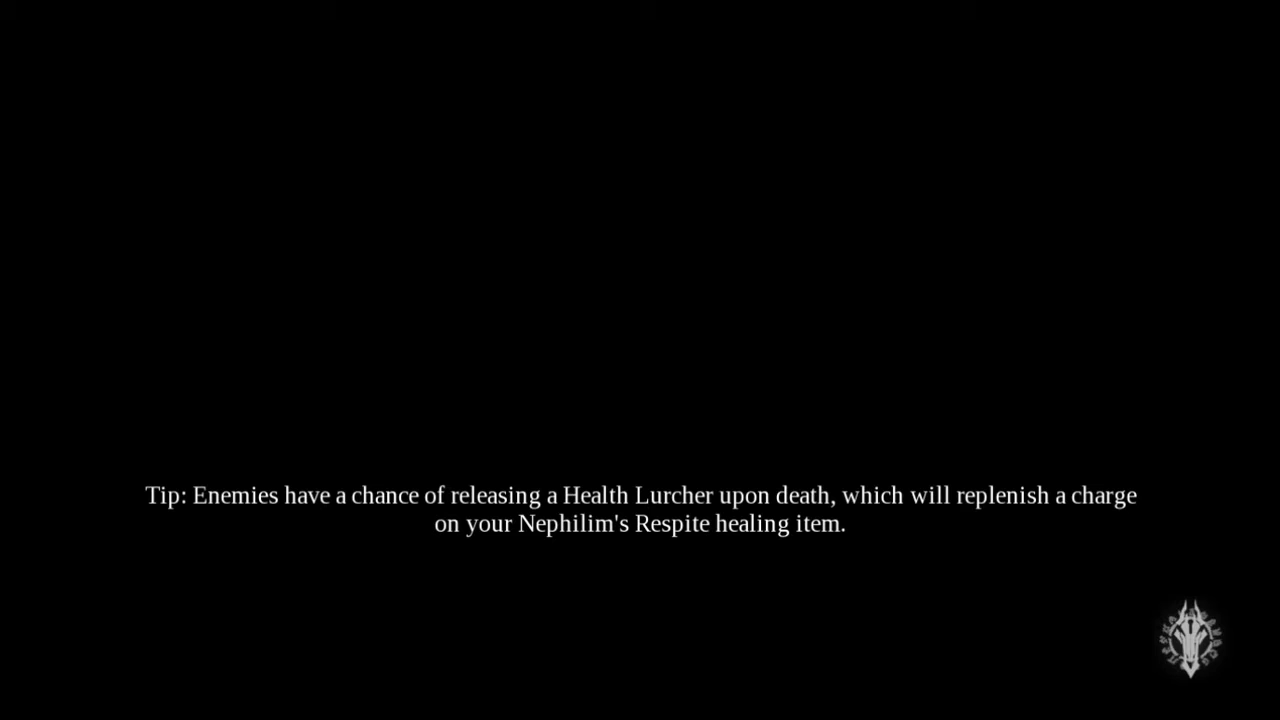 Tip: Enemies have a chance of releasing a Health Lurcher upon death, which will replenish a charge
on your Nephilim's Respite healing item.